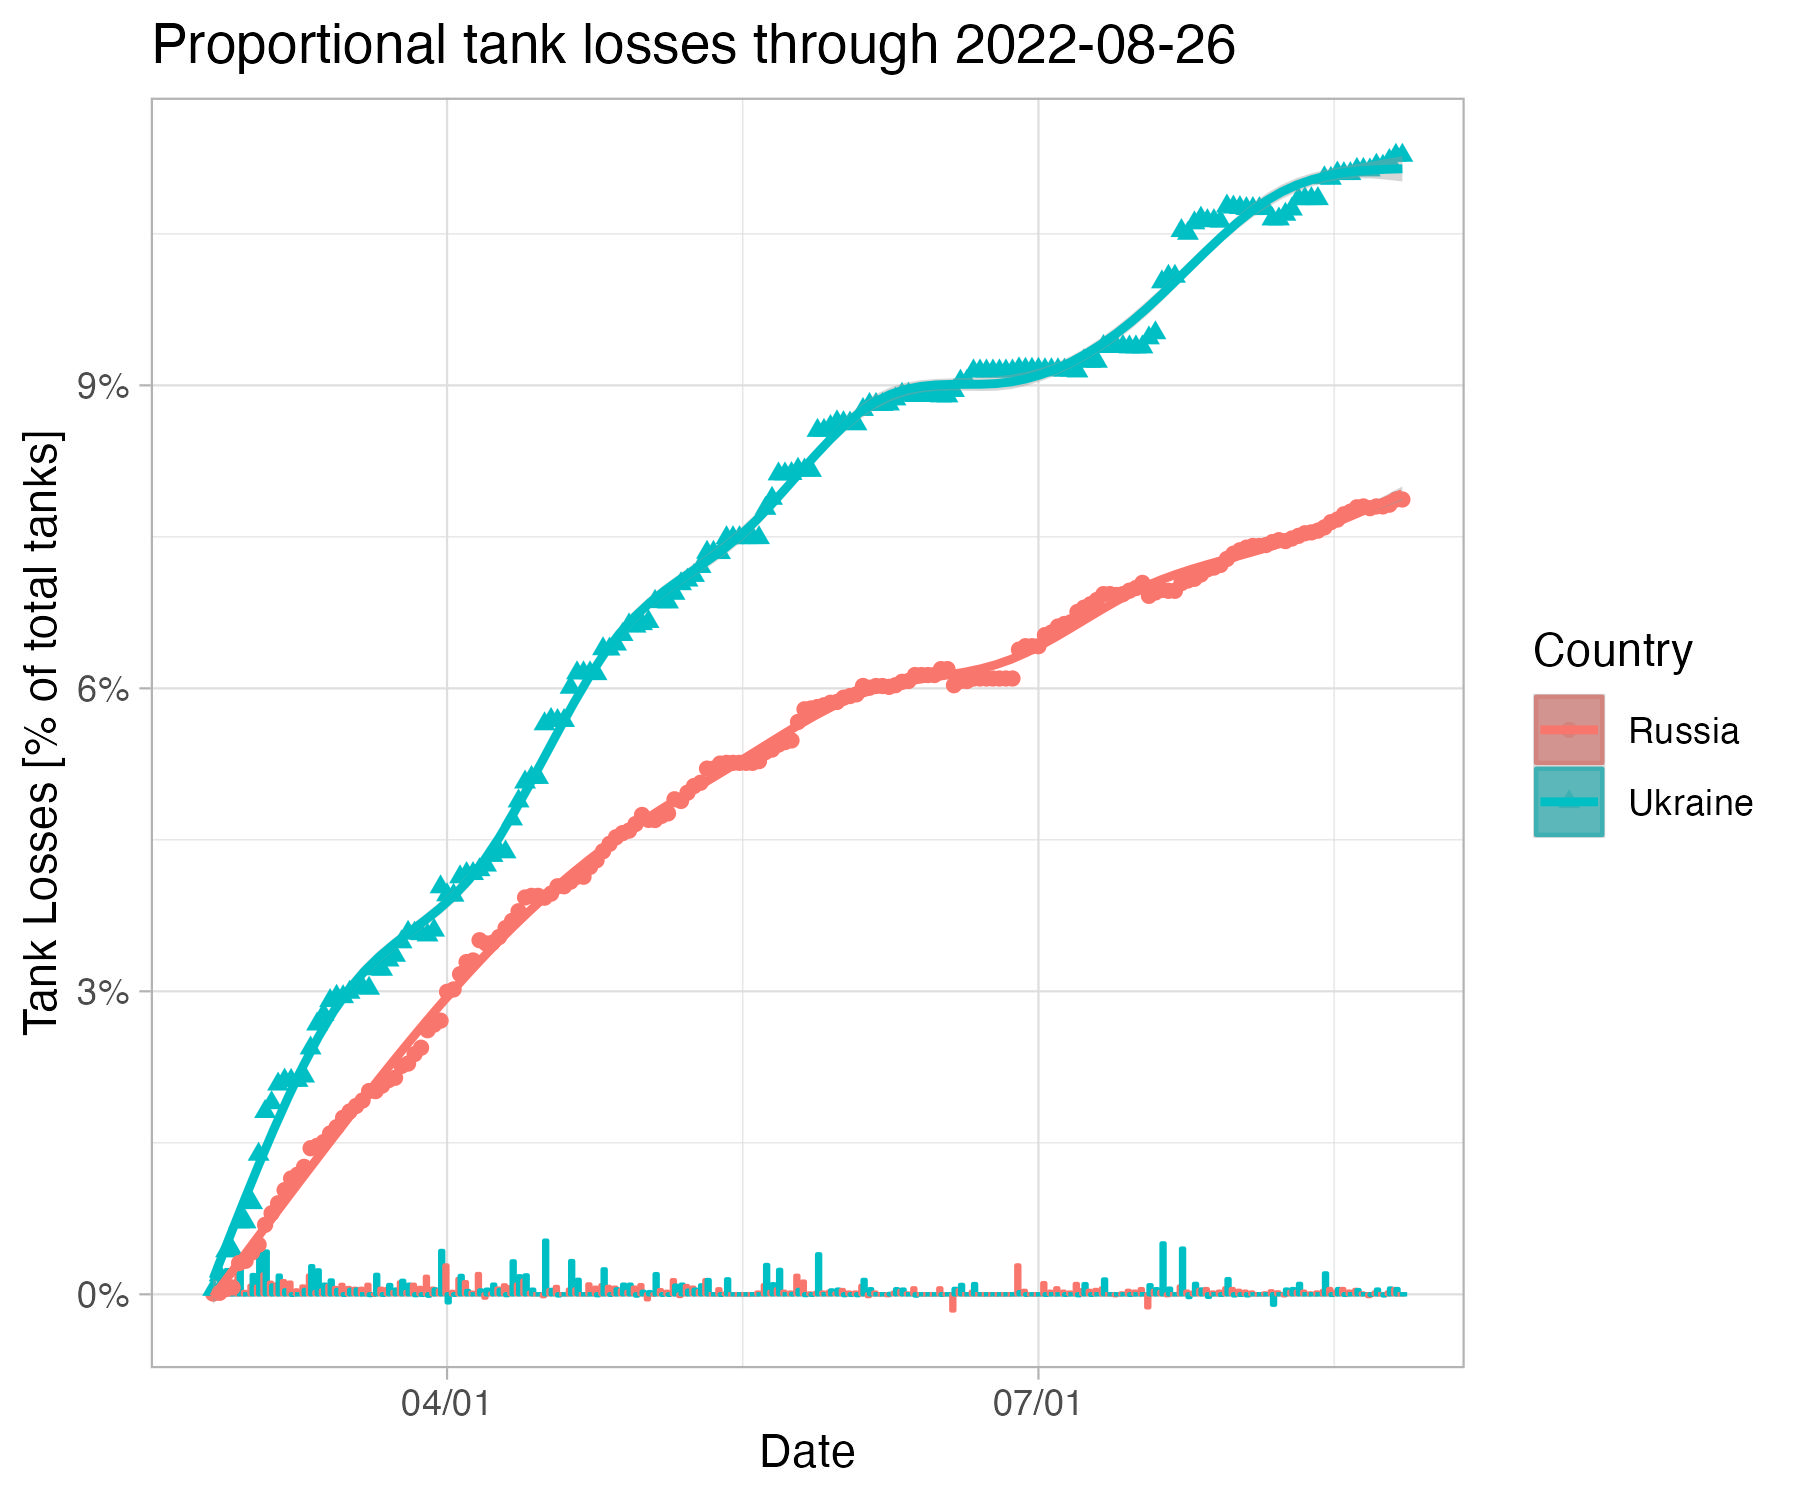 Proportional tank losses through 2022-08-26
Tank Losses [% of total tanks]
9%
6%
3%
0%
04/01
07/01
Date
Country
Russia
Ukraine